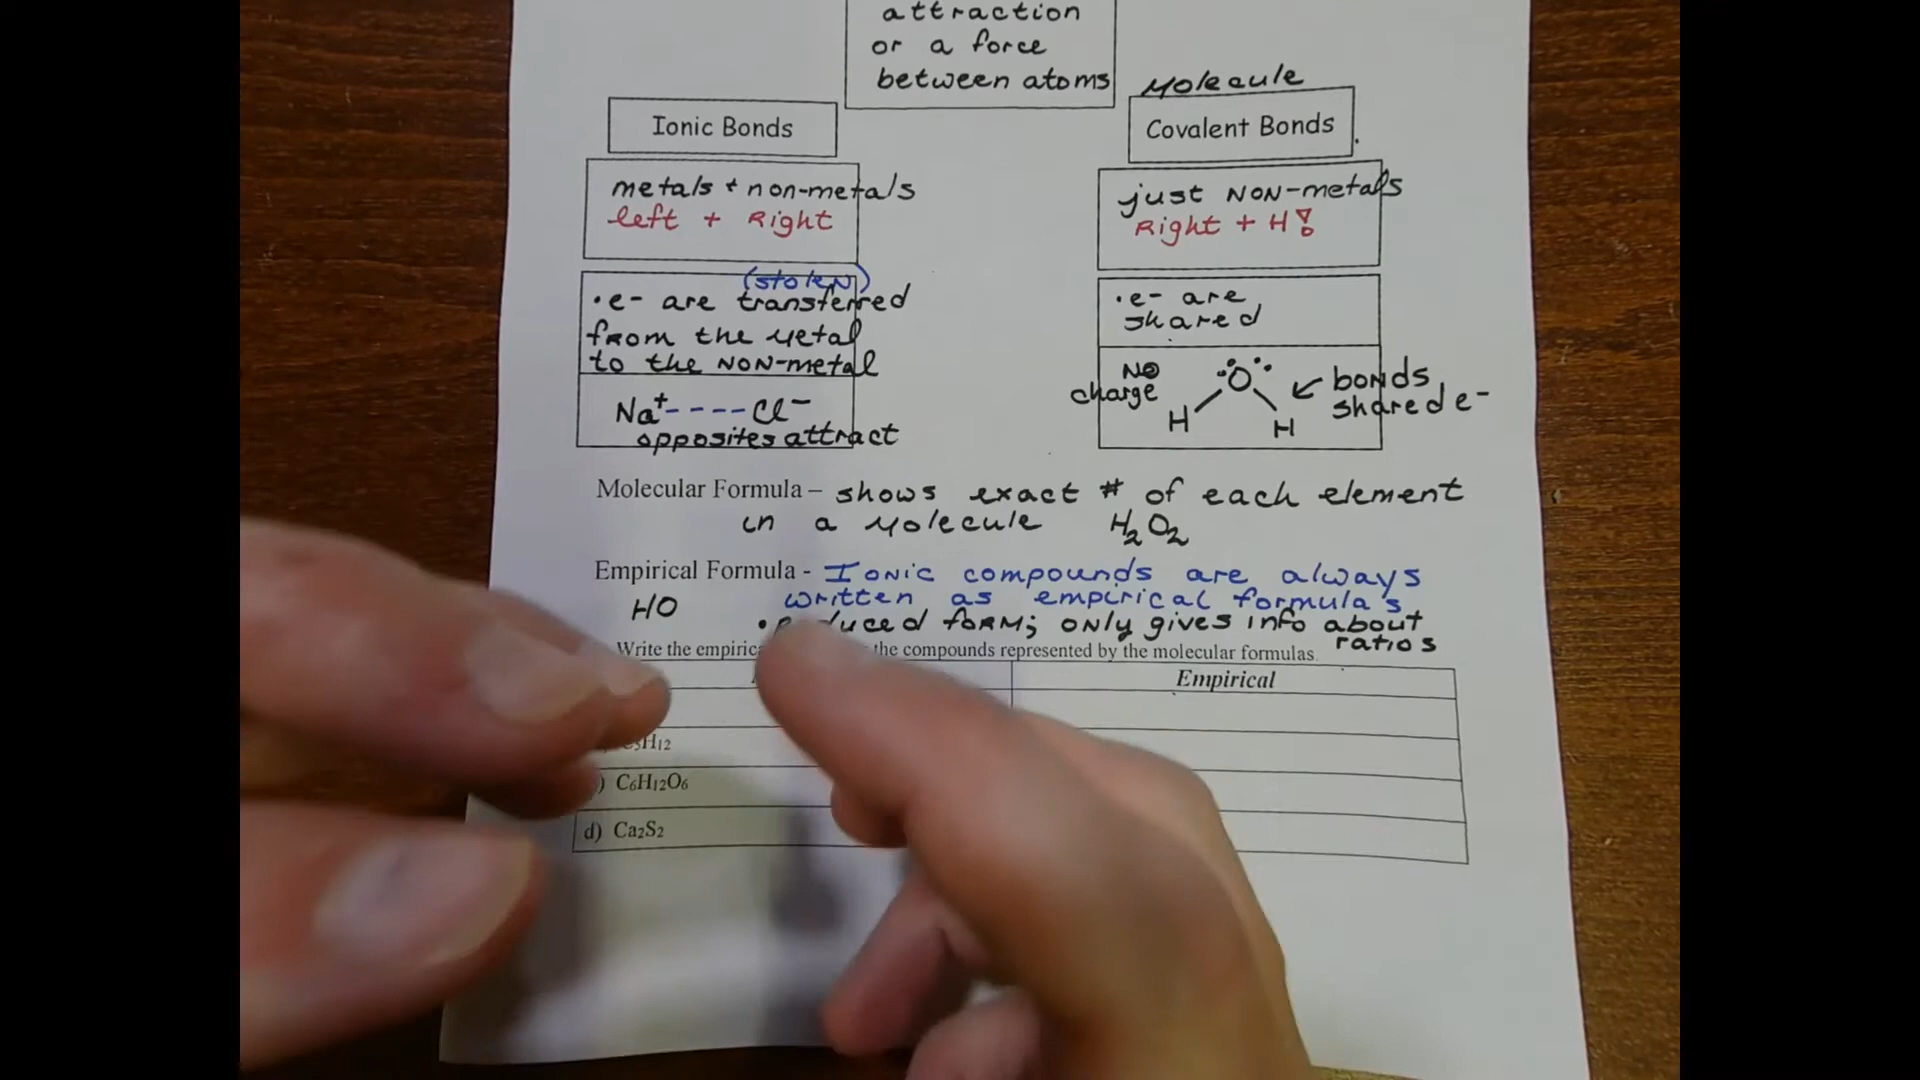 attraction
or a force
between atoms
Molecule
Ionic Bonds
Covalent Bonds
metals + non-metals
left + Right
just NON-metals
Right + H!
(stolen)
• e- are transferred
from the metal
to the NON-metal
• e- are
shared
Na+ - - - - Cl-
opposites attract
NO
charge
O
H
H
← bonds
shared e-
Molecular Formula – shows exact # of each element
in a molecule H2O2
Empirical Formula - Ionic compounds are always
written as empirical formula's
HO
• Reduced form; only gives info about
ratios
Write the the compounds represented by the molecular formulas.
Empirical
C5H12
) C6H12O6
d) Ca2S2